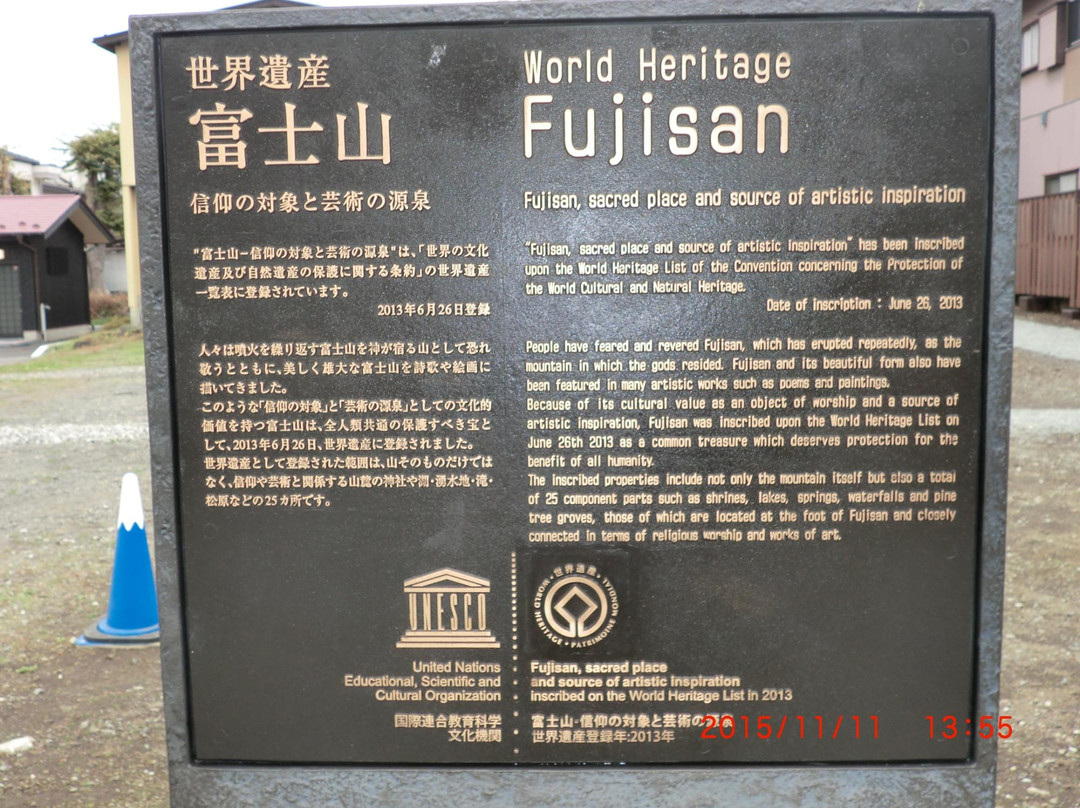 世界遺産
富士山
信仰の対象と芸術の源泉
"富士山−信仰の対象と芸術の源泉"は、「世界の文化
遺産及び自然遺産の保護に関する条約」の世界遺産
一覧表に登録されています。
2013年6月26日登録
人々は噴火を繰り返す富士山を神が宿る山として恐れ
敬うとともに、美しく雄大な富士山を詩歌や絵画に
描いてきました。
このような「信仰の対象」と「芸術の源泉」としての文化的
価値を持つ富士山は、全人類共通の保護すべき宝と
して、2013年6月26日、世界遺産に登録されました。
世界遺産として登録された範囲は、山そのものだけでは
なく、信仰や芸術と関係する山麓の神社や湖・湧水地・滝・
松原などの25カ所です。
World Heritage
Fujisan
Fujisan, sacred place and source of artistic inspiration
"Fujisan, sacred place and source of artistic inspiration" has been inscribed
upon the World Heritage List of the Convention concerning the Protection of
the World Cultural and Natural Heritage.
Date of inscription : June 26, 2013
People have feared and revered Fujisan, which has erupted repeatedly, as the
mountain in which the gods resided. Fujisan and its beautiful form also have
been featured in many artistic works such as poems and paintings.
Because of its cultural value as an object of worship and a source of
artistic inspiration, Fujisan was inscribed upon the World Heritage List on
June 26th 2013 as a common treasure which deserves protection for the
benefit of all humanity.
The inscribed properties include not only the mountain itself but also a total
of 25 component parts such as shrines, lakes, springs, waterfalls and pine
tree groves, those of which are located at the foot of Fujisan and closely
connected in terms of religious worship and works of art.
UNESCO
United Nations
Educational, Scientific and
Cultural Organization
国際連合教育科学
文化機関
世界遺産
WORLD HERITAGE • PATRIMOINE MONDIAL
Fujisan, sacred place
and source of artistic inspiration
inscribed on the World Heritage List in 2013
富士山-信仰の対象と芸術の源泉
世界遺産登録年:2013年
2015/11/11 13:55